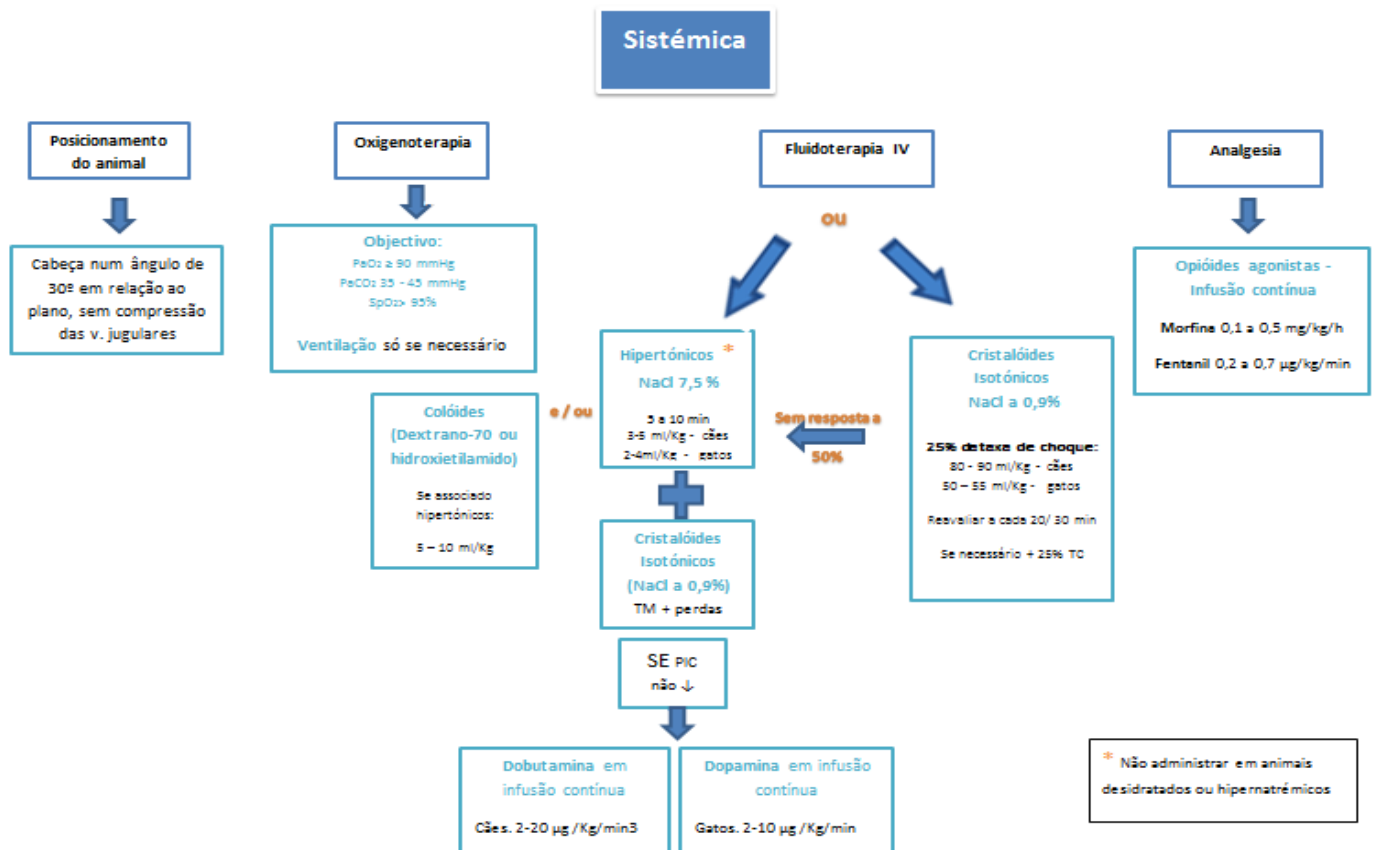 Sistémica
Posicionamento
do animal
Cabeça num ângulo de
30º em relação ao
plano, sem compressão
das v. jugulares
Oxigenoterapia
Objectivo:
PaO₂ ≥ 90 mmHg
PaCO₂ 35 - 45 mmHg
SpO₂> 95%
Ventilação só se necessário
Fluidoterapia IV
ou
Colóides
(Dextrano-70 ou
hidroxietilamido)
Se associado
hipertónicos:
5 – 10 ml/Kg
e / ou
Hipertónicos *
NaCl 7,5 %
5 a 10 min
3-5 ml/Kg - cães
2-4ml/Kg - gatos
Sem resposta a
50%
Cristalóides
Isotónicos
NaCl a 0,9%
25% de taxa de choque:
80 - 90 ml/Kg - cães
50 – 55 ml/Kg - gatos
Reavaliar a cada 20/ 30 min
Se necessário + 25% TC
Cristalóides
Isotónicos
(NaCl a 0,9%)
TM + perdas
SE PIC
não ↓
Dobutamina em
infusão contínua
Cães. 2-20 µg /Kg/min3
Dopamina em infusão
contínua
Gatos. 2-10 µg /Kg/min
Analgesia
Opióides agonistas -
Infusão contínua
Morfina 0,1 a 0,5 mg/kg/h
Fentanil 0,2 a 0,7 µg/kg/min
* Não administrar em animais
desidratados ou hipernatrémicos